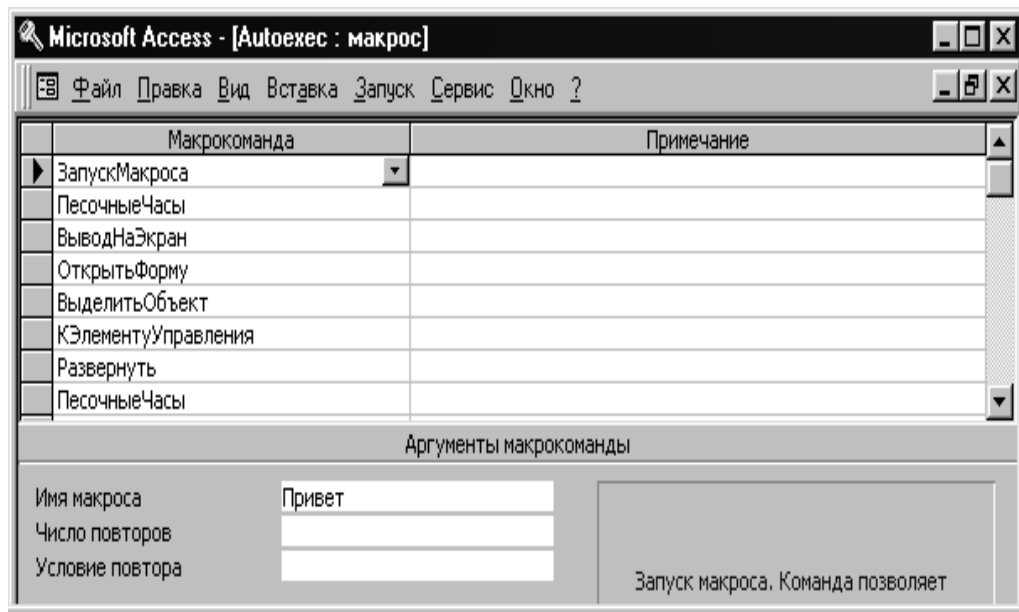 Microsoft Access - [Autoexec : макрос]
Файл Правка Вид Вставка Запуск Сервис Окно ?
Макрокоманда Примечание
ЗапускМакроса
ПесочныеЧасы
ВыводНаЭкран
ОткрытьФорму
ВыделитьОбъект
КЭлементуУправления
Развернуть
ПесочныеЧасы
Аргументы макрокоманды
Имя макроса Привет
Число повторов
Условие повтора
Запуск макроса. Команда позволяет